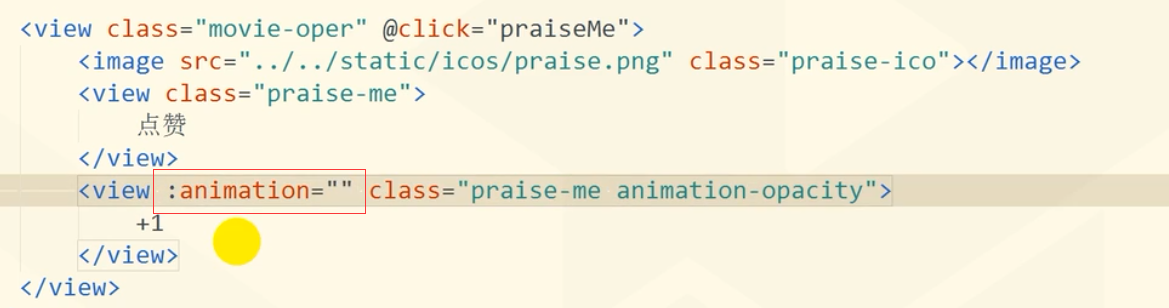 <view class="movie-oper" @click="praiseMe">
<image src="../../static/icos/praise.png" class="praise-ico"></image>
<view class="praise-me">
点赞
</view>
<view :animation="" class="praise-me animation-opacity">
+1
</view>
</view>